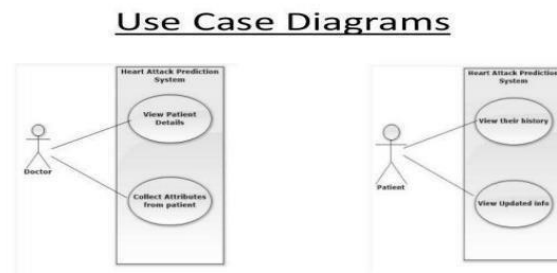 Use Case Diagrams
Heart Attack Prediction
System
View Patient
Details
Doctor
Collect Attributes
from patient
Heart Attack Prediction
System
View their history
Patient
View Updated info